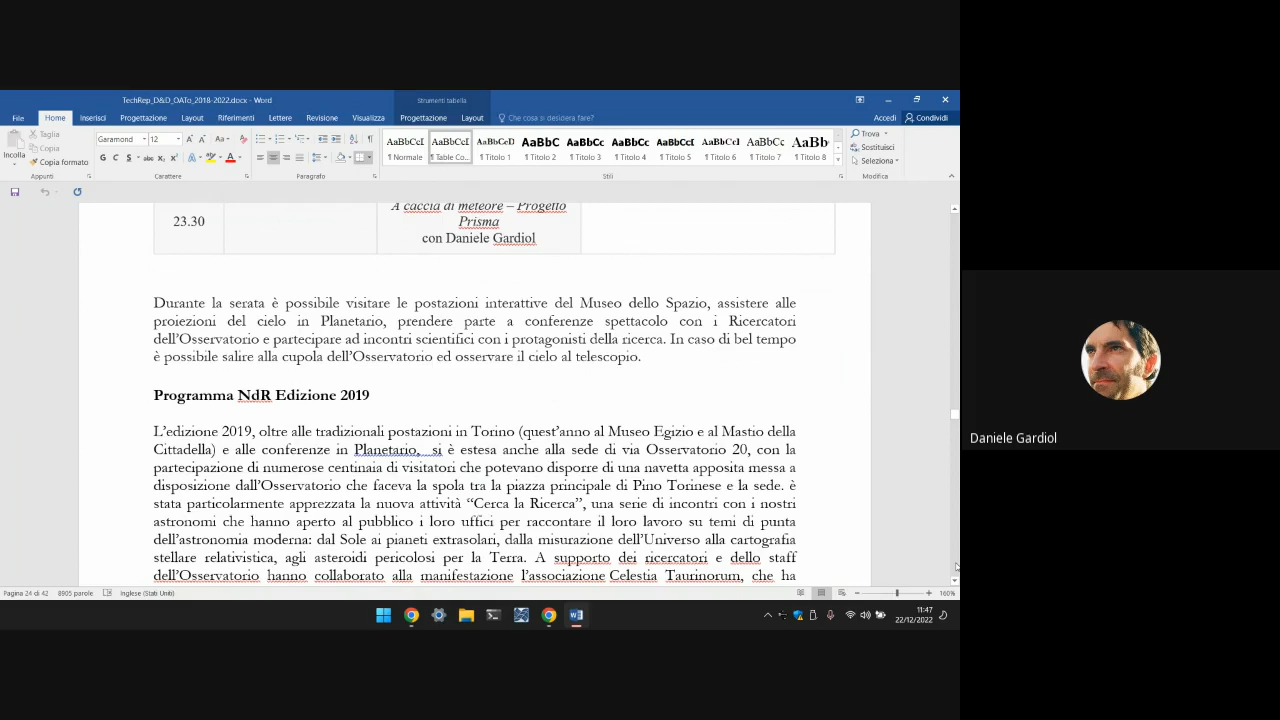 TechRep_D&D_OATo_2018-2022.docx - Word
Strumenti tabella
File Home Inserisci Progettazione Layout Riferimenti Lettere Revisione Visualizza Progettazione Layout Che cosa si desidera fare? Accedi Condividi
Incolla
Taglia
Copia
Copia formato
Appunti
Garamond 12
Carattere
Paragrafo
AaBbCcI AaBbCcI AaBbCcD AaBbC AaBbCc AaBbCc AaBbCcI AaBbCc AaBbCcI AaBb
¶ Normale ¶ Table Co... ¶ Titolo 1 ¶ Titolo 2 ¶ Titolo 3 ¶ Titolo 4 ¶ Titolo 5 ¶ Titolo 6 ¶ Titolo 7 ¶ Titolo 8
Stili
Trova
Sostituisci
Seleziona
Modifica
A caccia di meteore – Progetto
23.30 Prisma
con Daniele Gardiol
Durante la serata è possibile visitare le postazioni interattive del Museo dello Spazio, assistere alle
proiezioni del cielo in Planetario, prendere parte a conferenze spettacolo con i Ricercatori
dell'Osservatorio e partecipare ad incontri scientifici con i protagonisti della ricerca. In caso di bel tempo
è possibile salire alla cupola dell'Osservatorio ed osservare il cielo al telescopio.
Programma NdR Edizione 2019
L'edizione 2019, oltre alle tradizionali postazioni in Torino (quest'anno al Museo Egizio e al Mastio della
Cittadella) e alle conferenze in Planetario, si è estesa anche alla sede di via Osservatorio 20, con la
partecipazione di numerose centinaia di visitatori che potevano disporre di una navetta apposita messa a
disposizione dall'Osservatorio che faceva la spola tra la piazza principale di Pino Torinese e la sede. è
stata particolarmente apprezzata la nuova attività “Cerca la Ricerca”, una serie di incontri con i nostri
astronomi che hanno aperto al pubblico i loro uffici per raccontare il loro lavoro su temi di punta
dell'astronomia moderna: dal Sole ai pianeti extrasolari, dalla misurazione dell'Universo alla cartografia
stellare relativistica, agli asteroidi pericolosi per la Terra. A supporto dei ricercatori e dello staff
dell'Osservatorio hanno collaborato alla manifestazione l'associazione Celestia Taurinorum, che ha
Pagina 24 di 42 8905 parole Inglese (Stati Uniti) 160%
11:47
22/12/2022
Daniele Gardiol